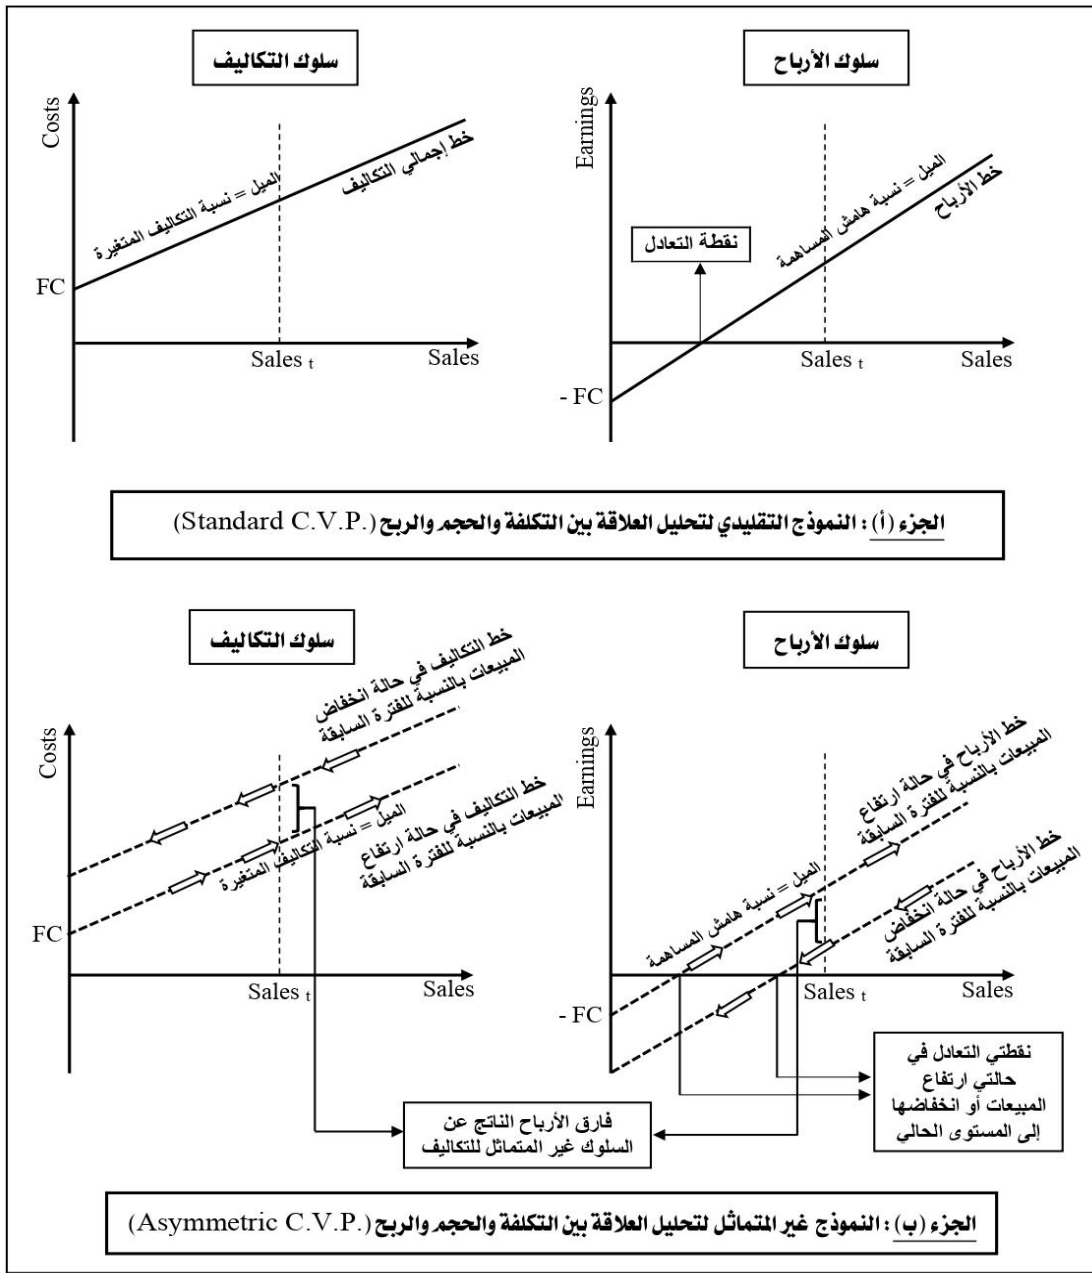 سلوك التكاليف
سلوك الأرباح
Costs
خط إجمالي التكاليف
الميل = نسبة التكاليف المتغيرة
FC
Sales t
Sales
Earnings
الميل = نسبة هامش المساهمة
خط الأرباح
نقطة التعادل
- FC
Sales t
Sales
الجزء (أ): النموذج التقليدي لتحليل العلاقة بين التكلفة والحجم والربح (Standard C.V.P.)
سلوك التكاليف
سلوك الأرباح
Costs
خط التكاليف في حالة انخفاض
المبيعات بالنسبة للفترة السابقة
خط التكاليف في حالة ارتفاع
المبيعات بالنسبة للفترة السابقة
الميل = نسبة التكاليف المتغيرة
FC
Sales t
Sales
Earnings
خط الأرباح في حالة ارتفاع
المبيعات بالنسبة للفترة السابقة
خط الأرباح في حالة انخفاض
المبيعات بالنسبة للفترة السابقة
الميل = نسبة هامش المساهمة
- FC
Sales t
Sales
نقطتي التعادل في
حالتي ارتفاع
المبيعات أو انخفاضها
إلى المستوى الحالي
فارق الأرباح الناتج عن
السلوك غير المتماثل للتكاليف
الجزء (ب): النموذج غير المتماثل لتحليل العلاقة بين التكلفة والحجم والربح (Asymmetric C.V.P.)